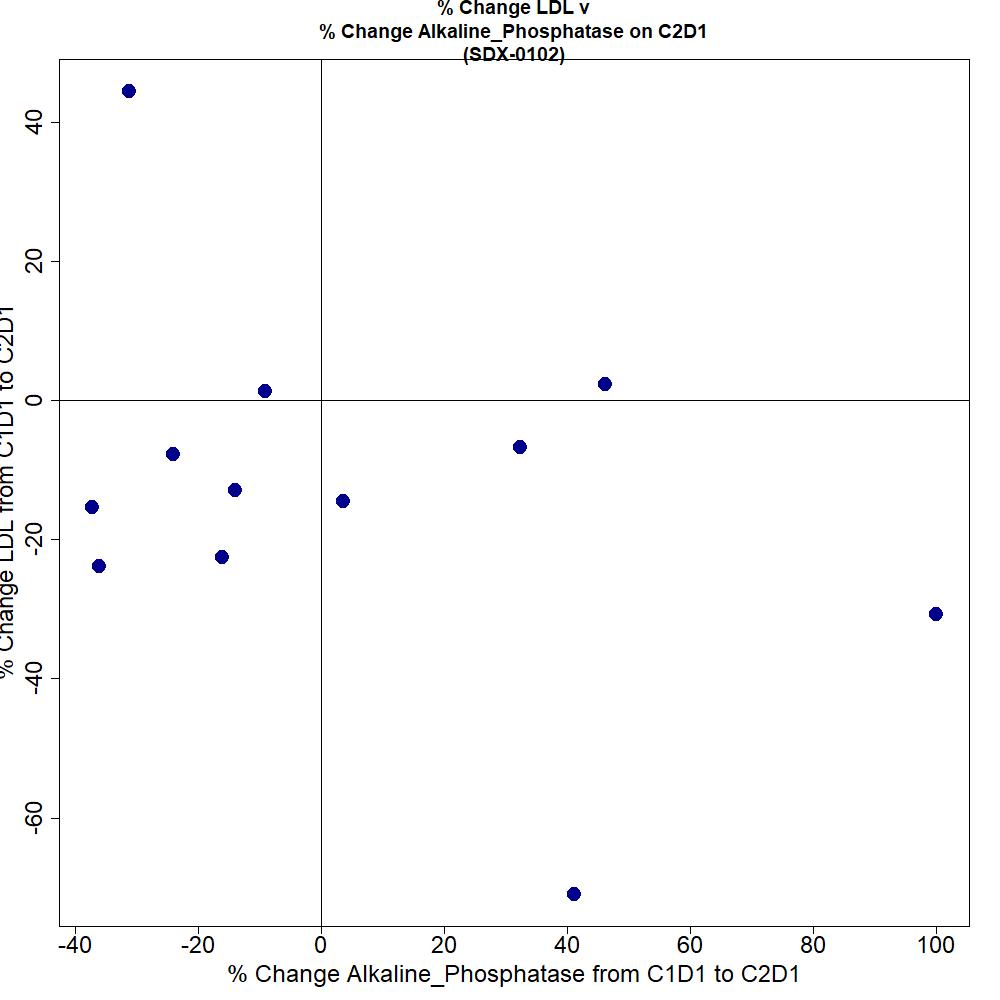 % Change LDL v
% Change Alkaline_Phosphatase on C2D1
(SDX-0102)
% Change LDL from C1D1 to C2D1
40
20
0
-20
-40
-60
-40 -20 0 20 40 60 80 100
% Change Alkaline_Phosphatase from C1D1 to C2D1